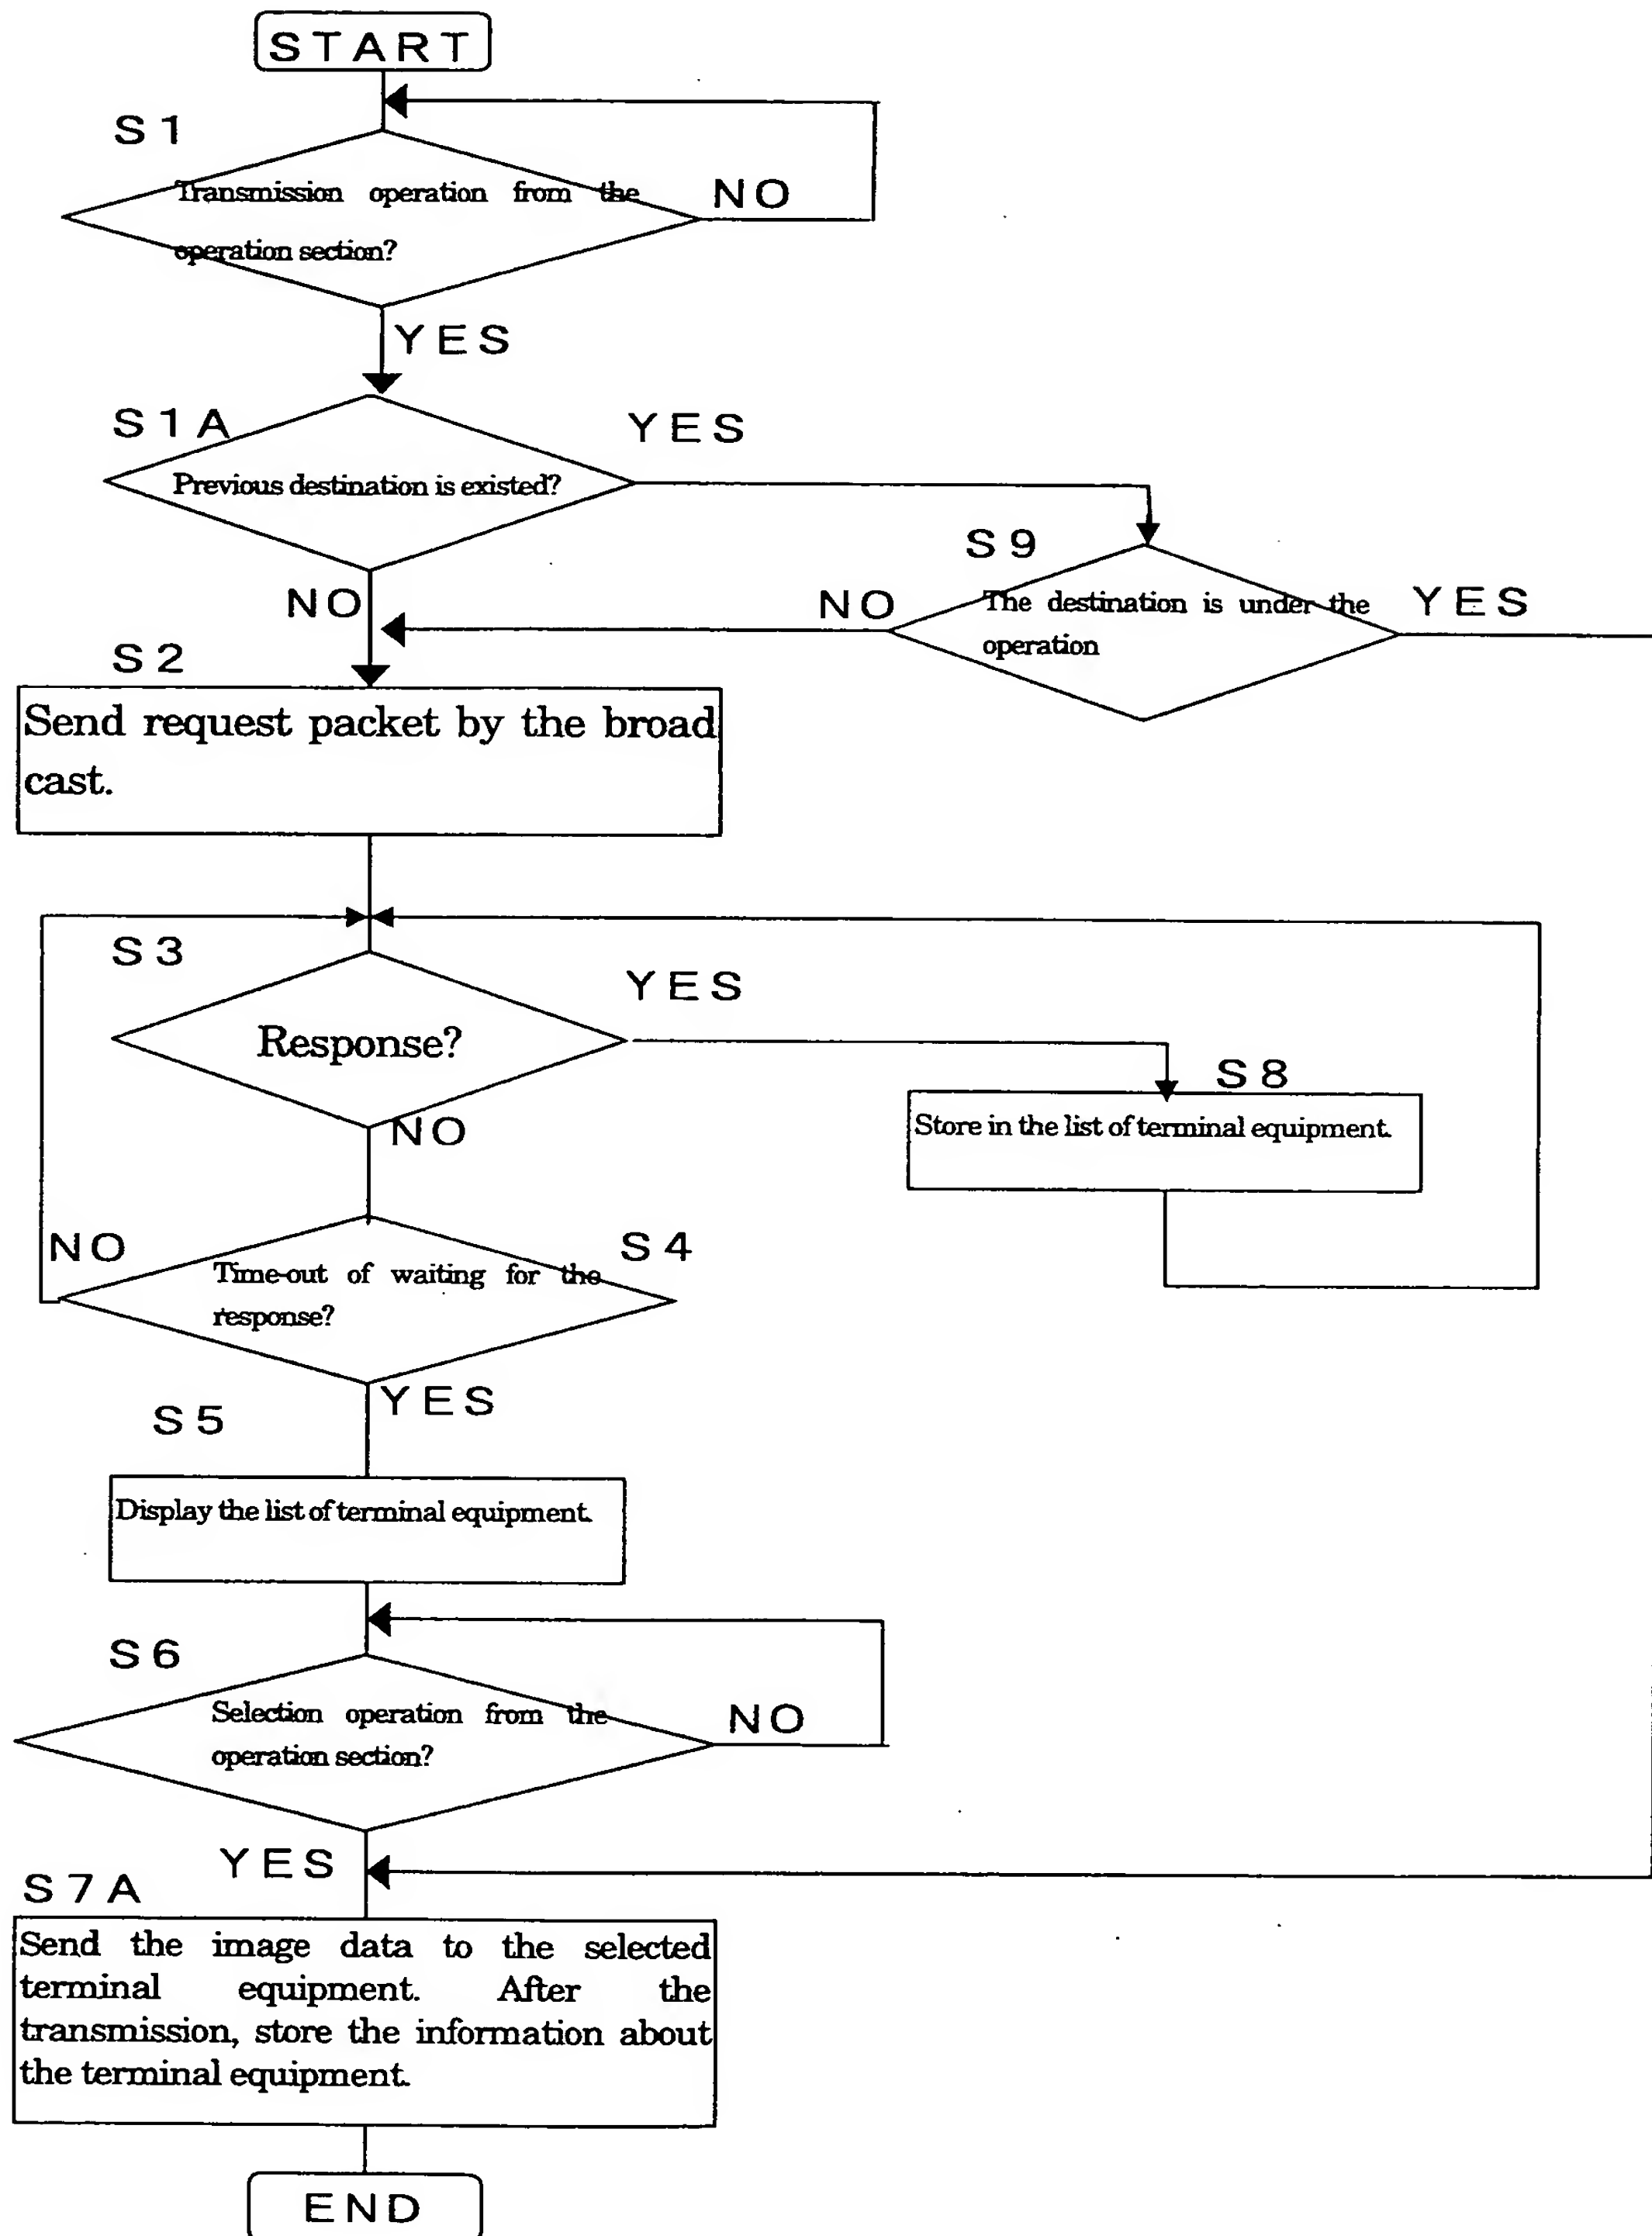 START
S1
Transmission operation from the
operation section?
NO
YES
S1A
Previous destination is existed?
YES
S9
The destination is under the
operation
NO
YES
NO
S2
Send request packet by the broad
cast.
S3
Response?
YES
S8
Store in the list of terminal equipment.
NO
S4
Time-out of waiting for the
response?
NO
YES
S5
Display the list of terminal equipment.
S6
Selection operation from the
operation section?
NO
YES
S7A
Send the image data to the selected
terminal equipment. After the
transmission, store the information about
the terminal equipment.
END